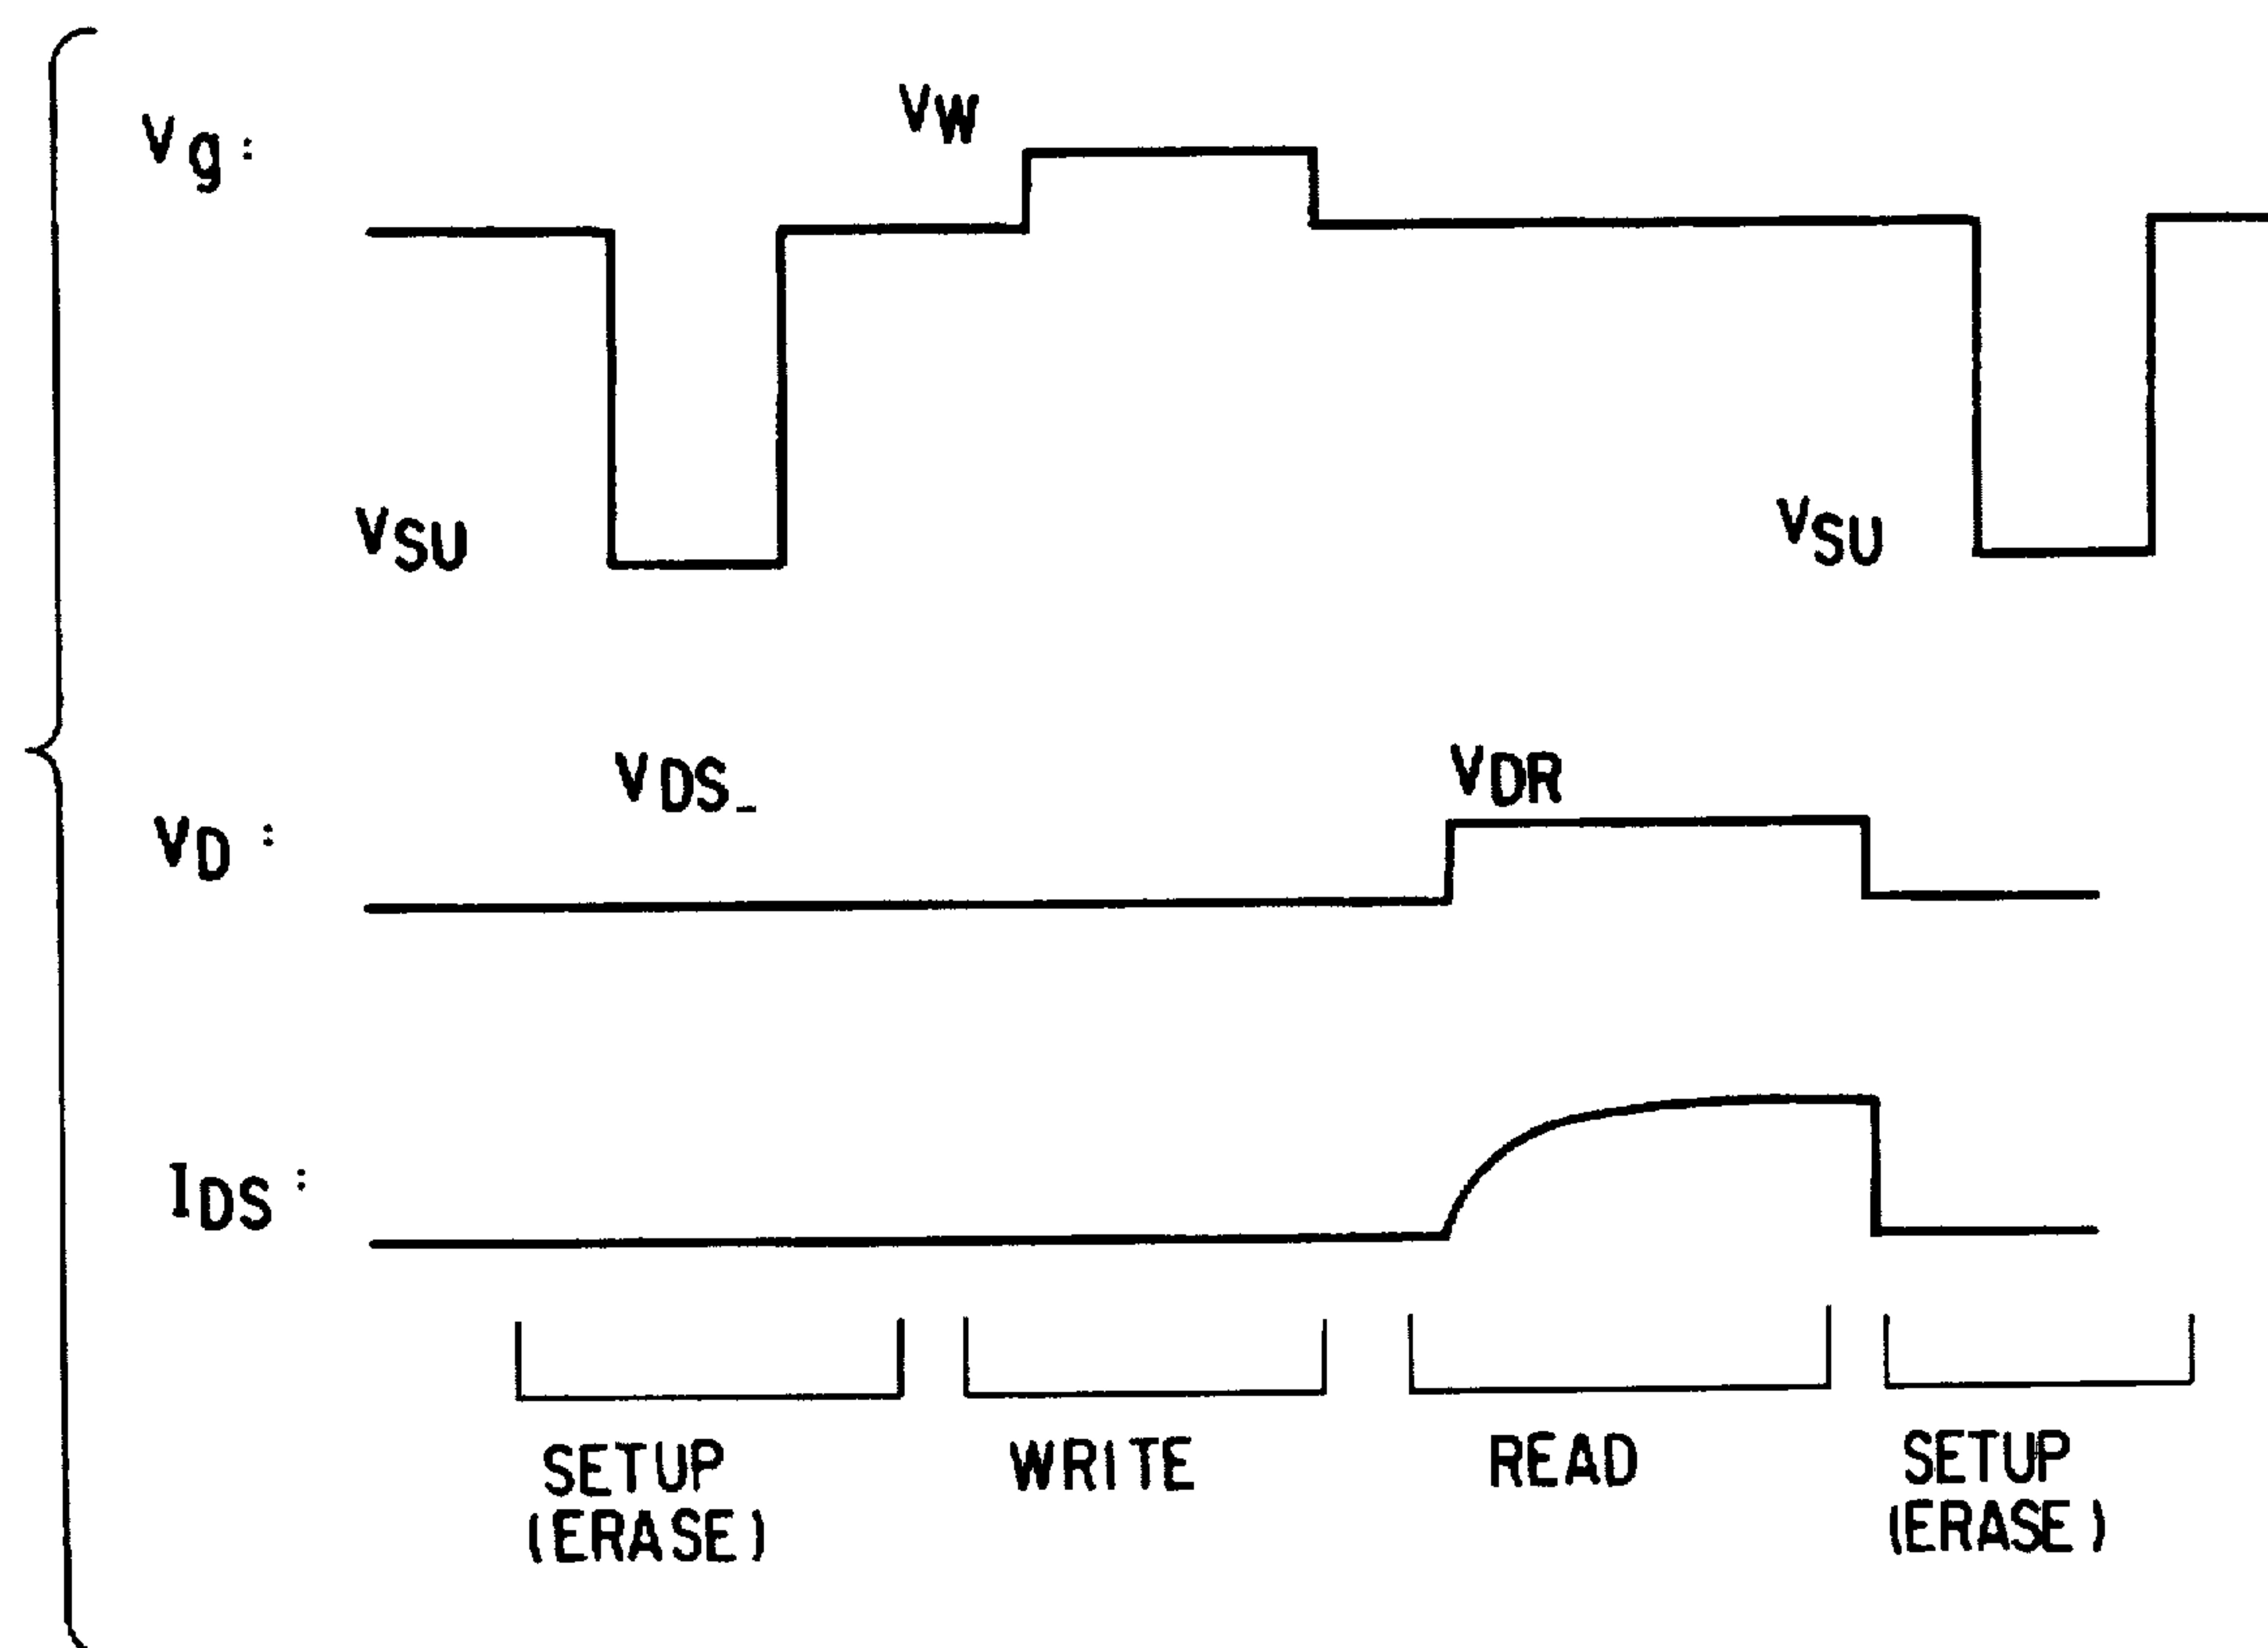 Vg:
VW
VSU
VSU
VD:
VDS_
VDR
IDS:
SETUP
(ERASE)
WRITE
READ
SETUP
(ERASE)